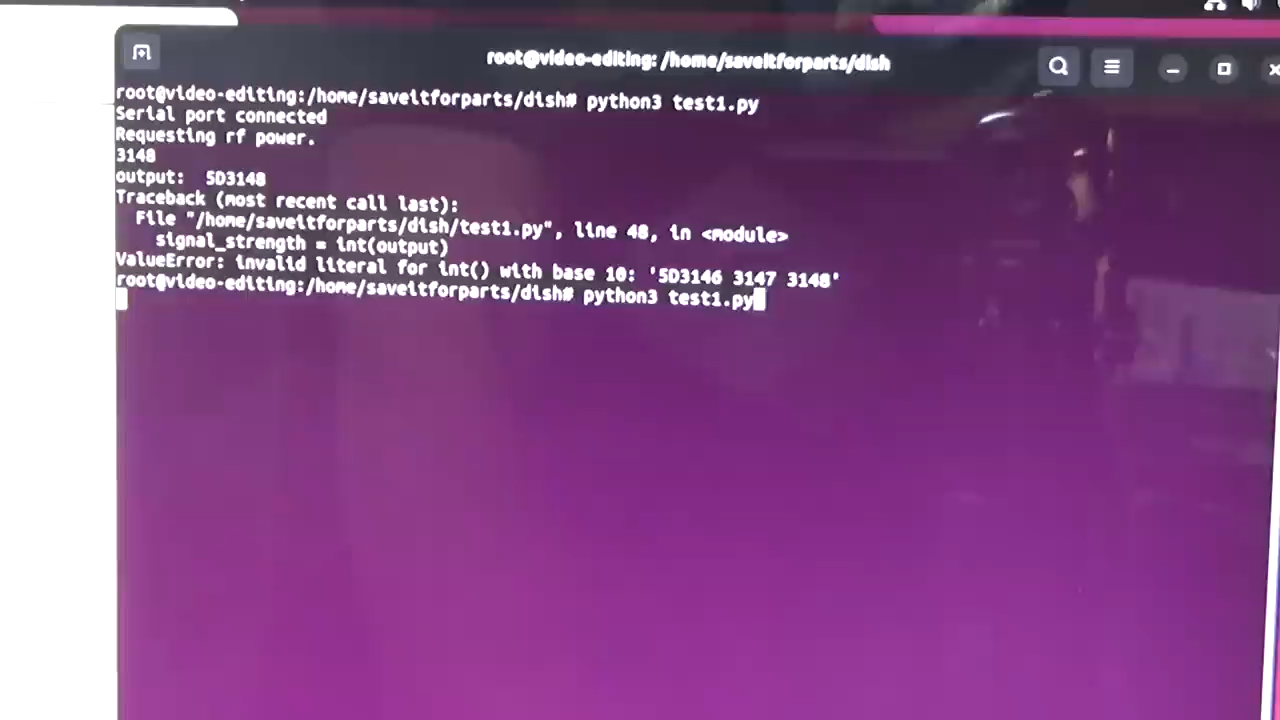 root@video-editing: /home/saveitforparts/dish
root@video-editing:/home/saveitforparts/dish# python3 test1.py
Serial port connected
Requesting rf power.
3148
output:  5D3148
Traceback (most recent call last):
  File "/home/saveitforparts/dish/test1.py", line 48, in <module>
    signal_strength = int(output)
ValueError: invalid literal for int() with base 10: '5D3146 3147 3148'
root@video-editing:/home/saveitforparts/dish# python3 test1.py